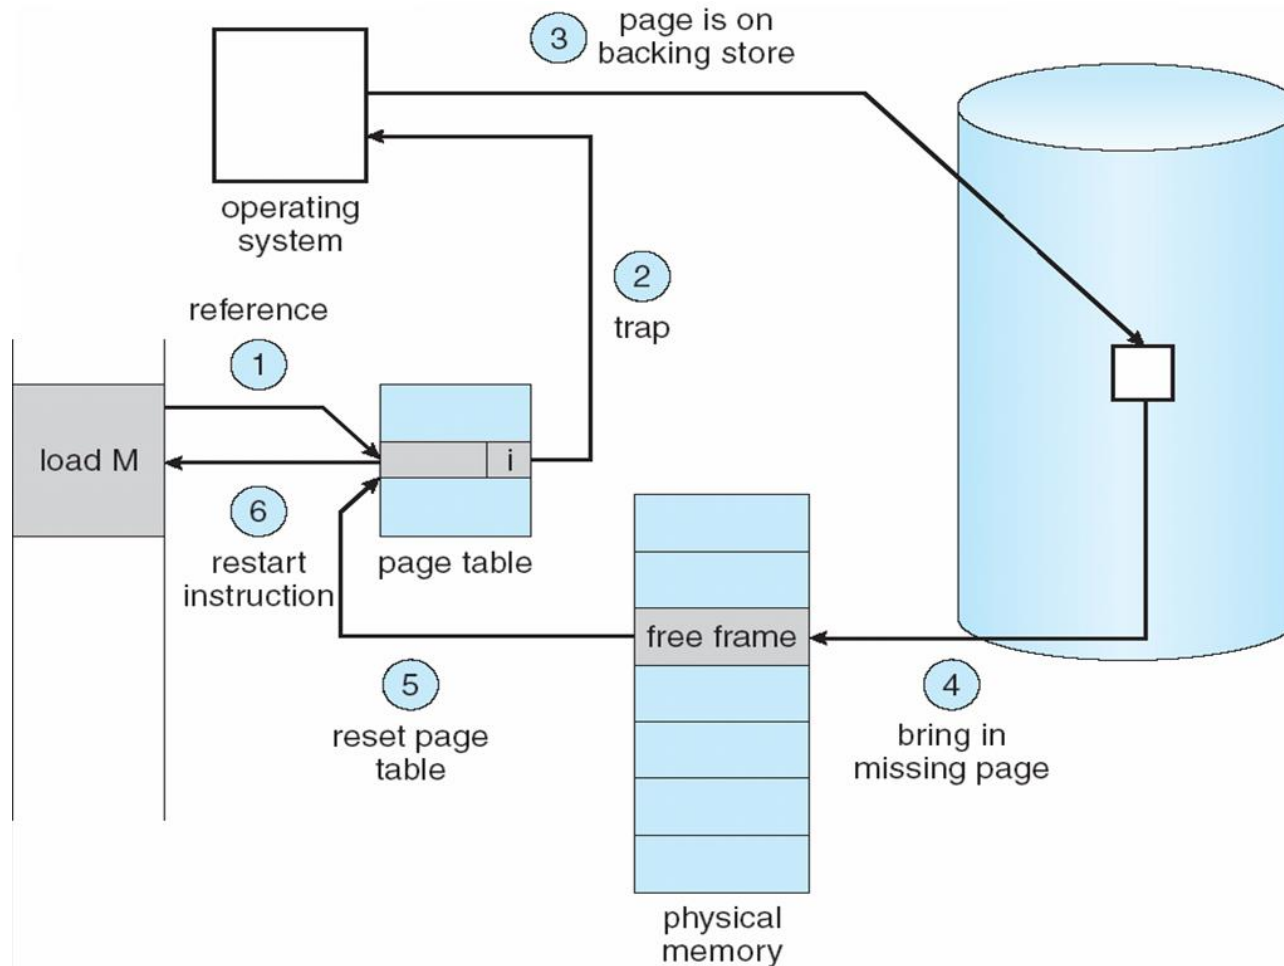 3
page is on
backing store
operating
system
2
trap
reference
1
load M
i
6
restart
instruction
page table
free frame
5
reset page
table
4
bring in
missing page
physical
memory